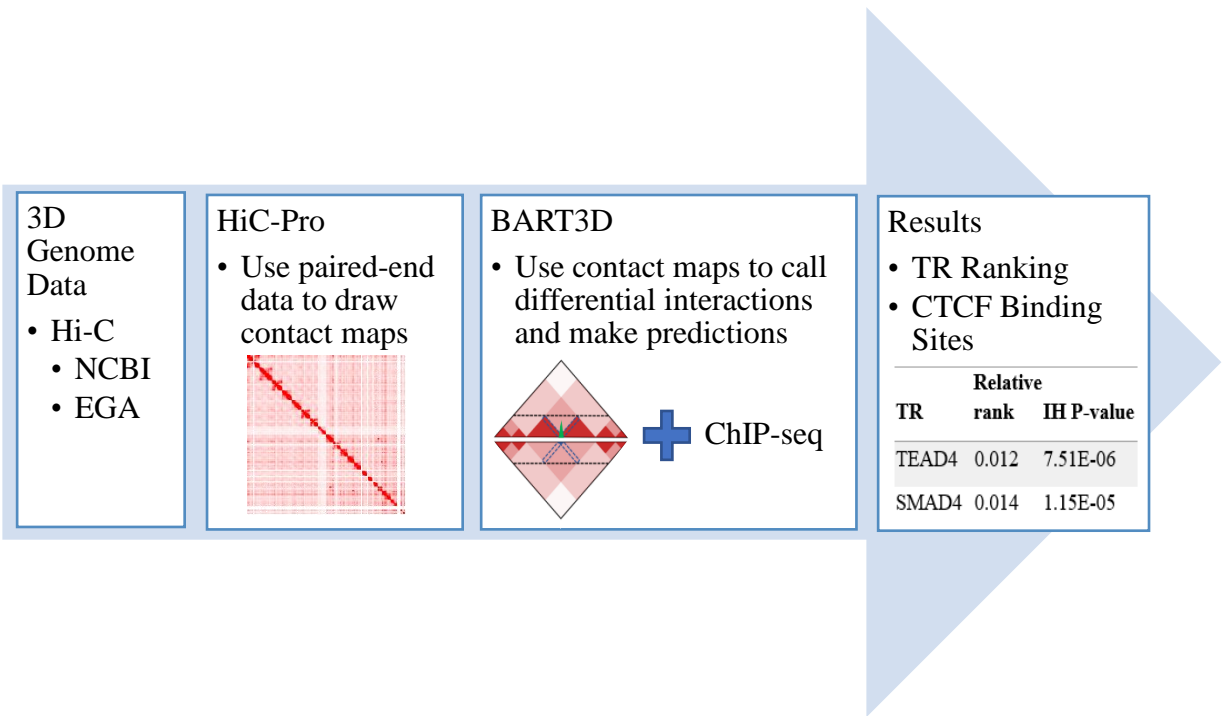 3D
Genome
Data
• Hi-C
• NCBI
• EGA
HiC-Pro
• Use paired-end
data to draw
contact maps
BART3D
• Use contact maps to call
differential interactions
and make predictions
ChIP-seq
Results
• TR Ranking
• CTCF Binding
Sites
Relative
TR rank IH P-value
TEAD4 0.012 7.51E-06
SMAD4 0.014 1.15E-05